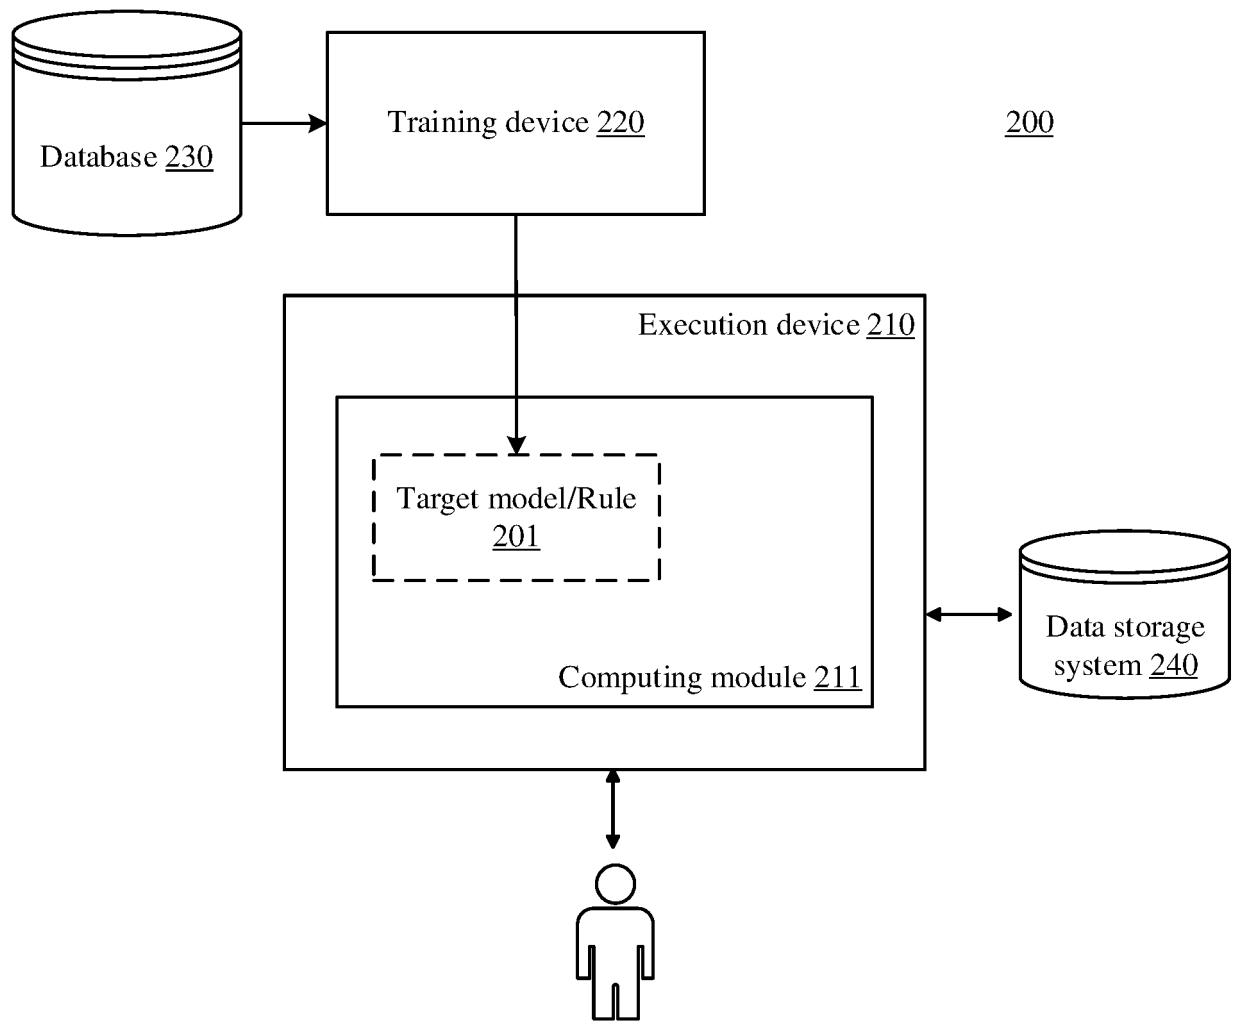 Database 230
Training device 220
200
Execution device 210
Target model/Rule
201
Computing module 211
Data storage
system 240